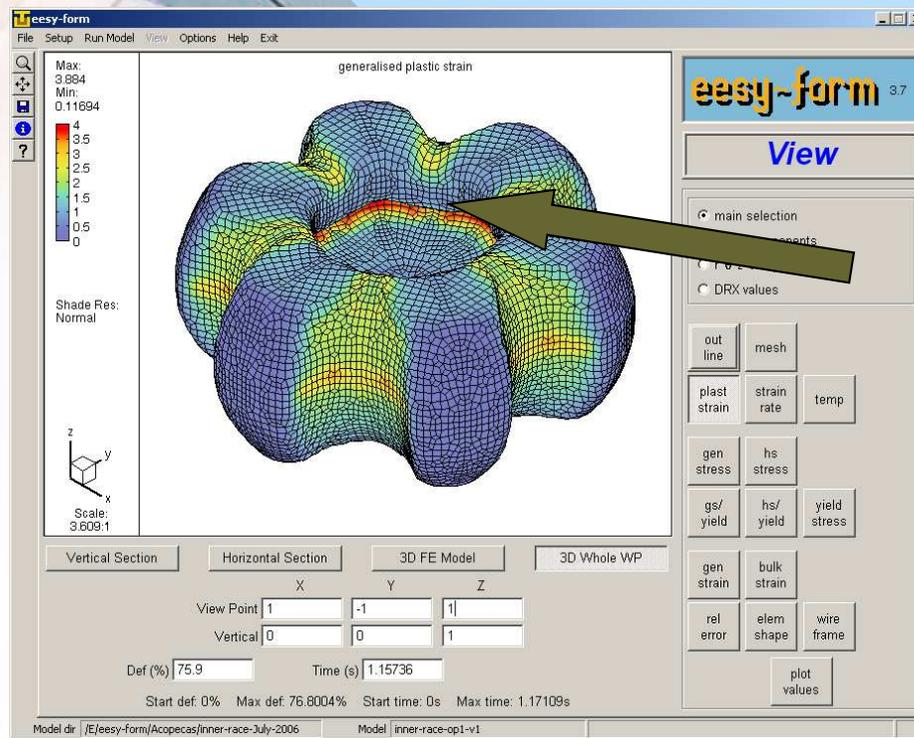 eesy-form
File Setup Run Model View Options Help Exit
Max:
3.884
Min:
0.11694
4
3.5
3
2.5
2
1.5
1
0.5
0
generalised plastic strain
Shade Res:
Normal
z
y
x
Scale:
3.609:1
eesy-form 3.7
View
main selection
DRX values
out line
mesh
plast strain
strain rate
temp
gen stress
hs stress
gs/ yield
hs/ yield
yield stress
gen strain
bulk strain
rel error
elem shape
wire frame
plot values
Vertical Section Horizontal Section 3D FE Model 3D Whole WP
X Y Z
View Point 1 -1 1
Vertical 0 0 1
Def (%) 75.9 Time (s) 1.15736
Start def: 0% Max def: 76.8004% Start time: 0s Max time: 1.17109s
Model dir /E/eesy-form/Acopecas/inner-race-July-2006 Model inner-race-op1-v1